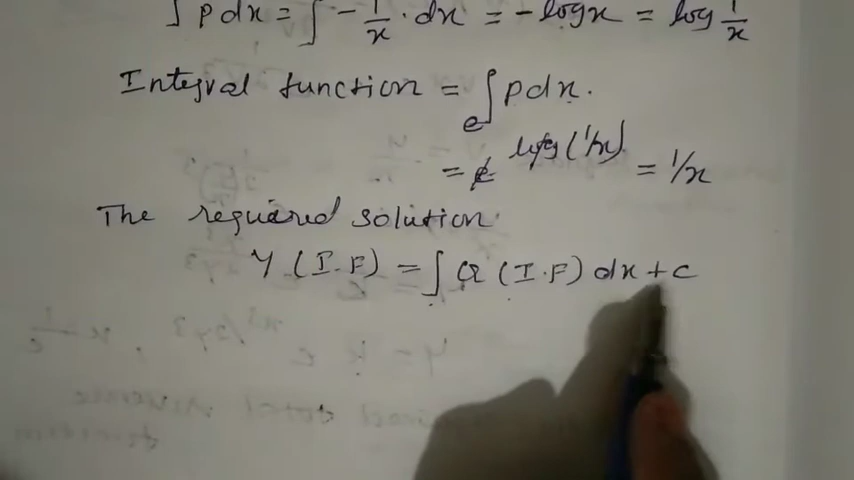 ∫ p dx = ∫ - 1/x · dx = - log x = log 1/x
Integral function = e^∫ p dx.
= e^log(1/x) = 1/x
The required solution.
Y (I.F) = ∫ Q (I.F) dx + c